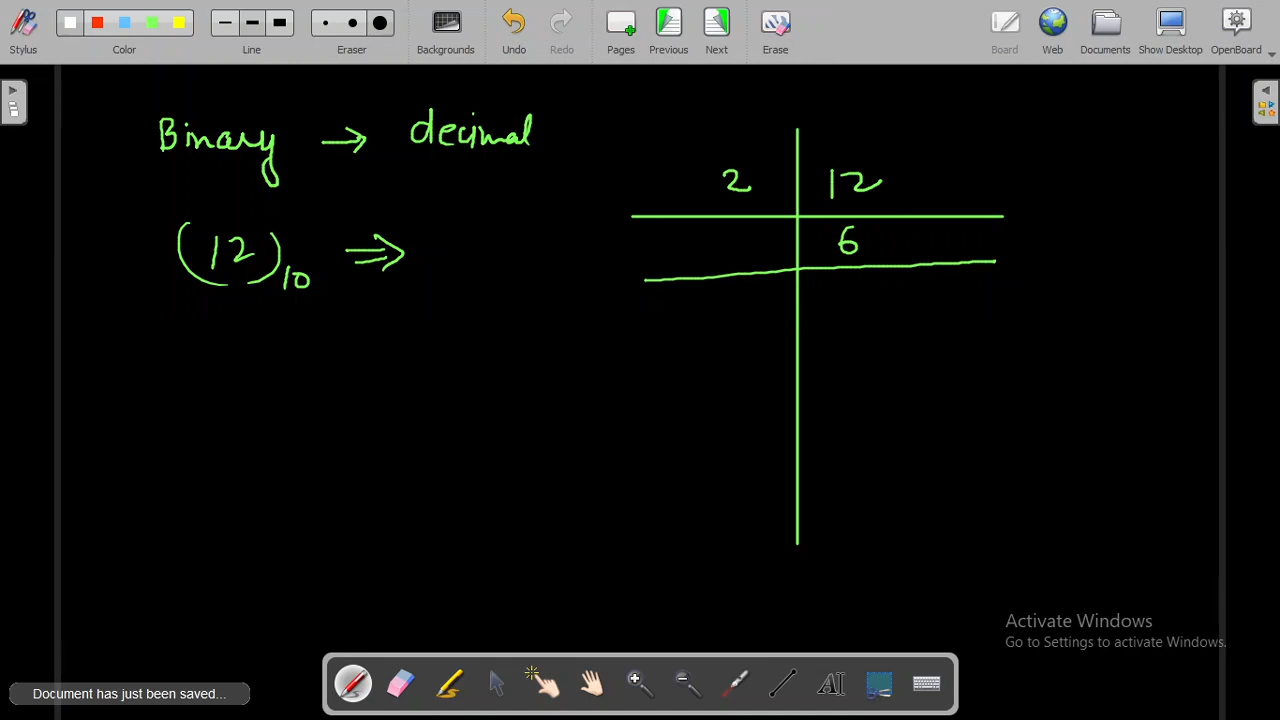 Stylus
Color
Line
Eraser
Backgrounds
Undo
Redo
Pages
Previous
Next
Erase
Board
Web
Documents
Show Desktop
OpenBoard
Binary → decimal
(12)₁₀ ⇒
2 12
6
Activate Windows
Go to Settings to activate Windows.
Document has just been saved...
AI